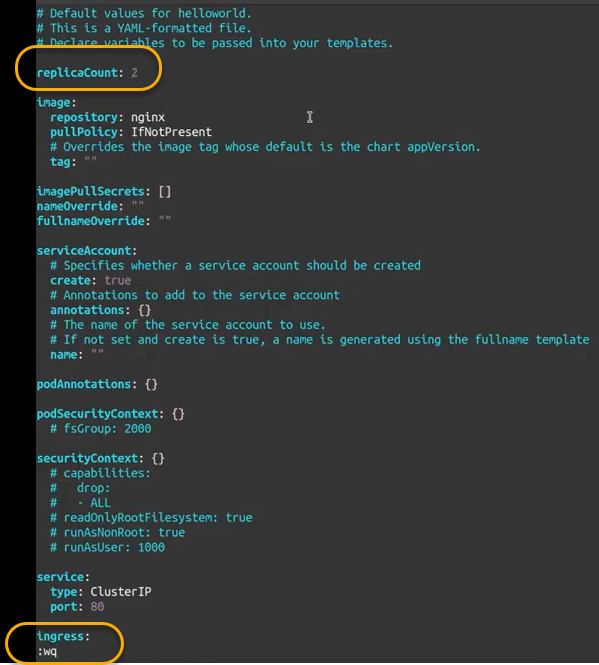 # Default values for helloworld.
# This is a YAML-formatted file.
# Declare variables to be passed into your templates.
replicaCount: 2
image:
  repository: nginx
  pullPolicy: IfNotPresent
  # Overrides the image tag whose default is the chart appVersion.
  tag: ""
imagePullSecrets: []
nameOverride: ""
fullnameOverride: ""
serviceAccount:
  # Specifies whether a service account should be created
  create: true
  # Annotations to add to the service account
  annotations: {}
  # The name of the service account to use.
  # If not set and create is true, a name is generated using the fullname template
  name: ""
podAnnotations: {}
podSecurityContext: {}
  # fsGroup: 2000
securityContext: {}
  # capabilities:
  #   drop:
  #   - ALL
  # readOnlyRootFilesystem: true
  # runAsNonRoot: true
  # runAsUser: 1000
service:
  type: ClusterIP
  port: 80
ingress:
:wq